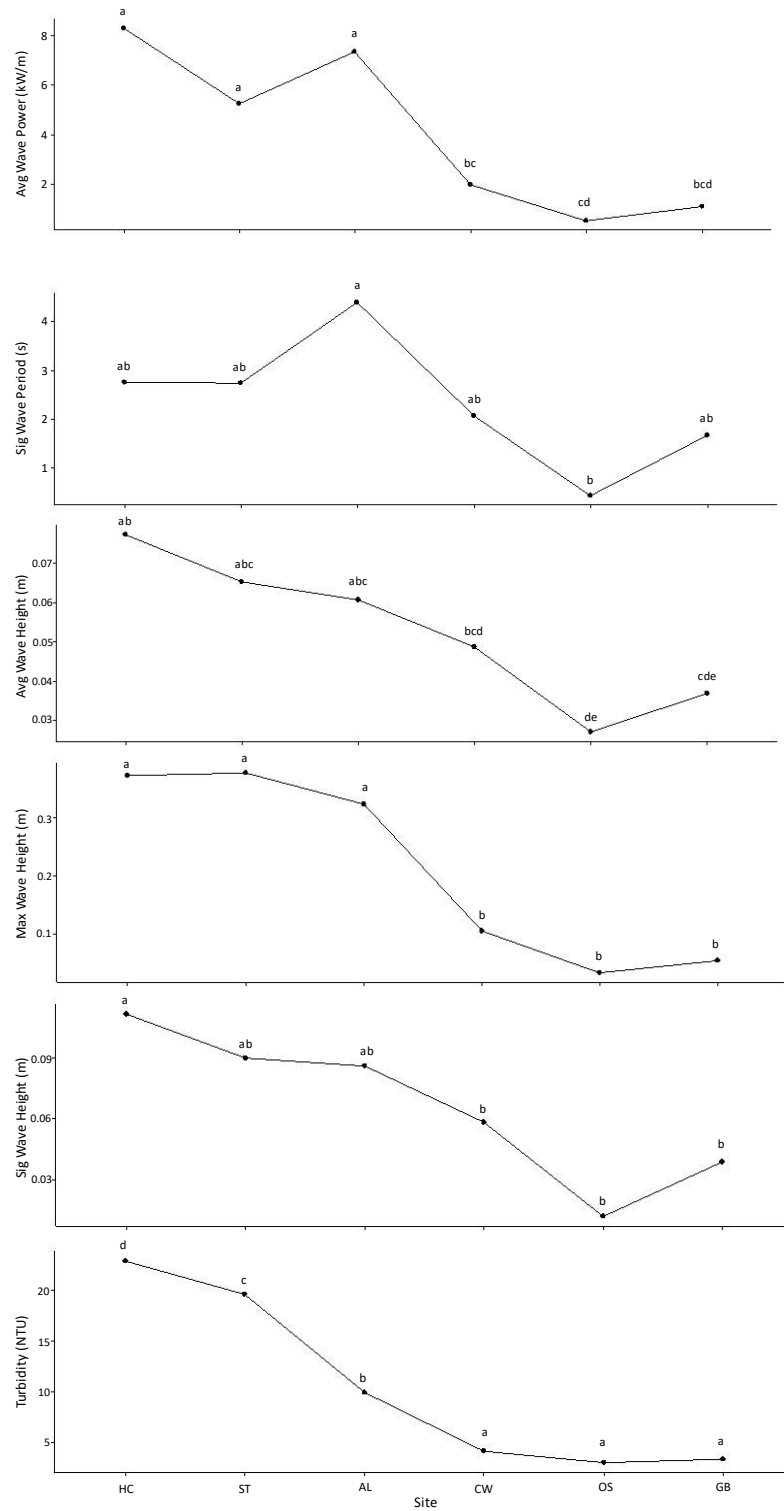 Avg Wave Power (kW/m)
8
6
4
2
a
a
a
bc
cd
bcd
Sig Wave Period (s)
4
3
2
1
ab
ab
a
ab
b
ab
Avg Wave Height (m)
0.07
0.06
0.05
0.04
0.03
ab
abc
abc
bcd
de
cde
Max Wave Height (m)
0.3
0.2
0.1
a
a
a
b
b
b
Sig Wave Height (m)
0.09
0.06
0.03
a
ab
ab
b
b
b
Turbidity (NTU)
20
15
10
5
d
c
b
a
a
a
HC ST AL CW OS GB
Site